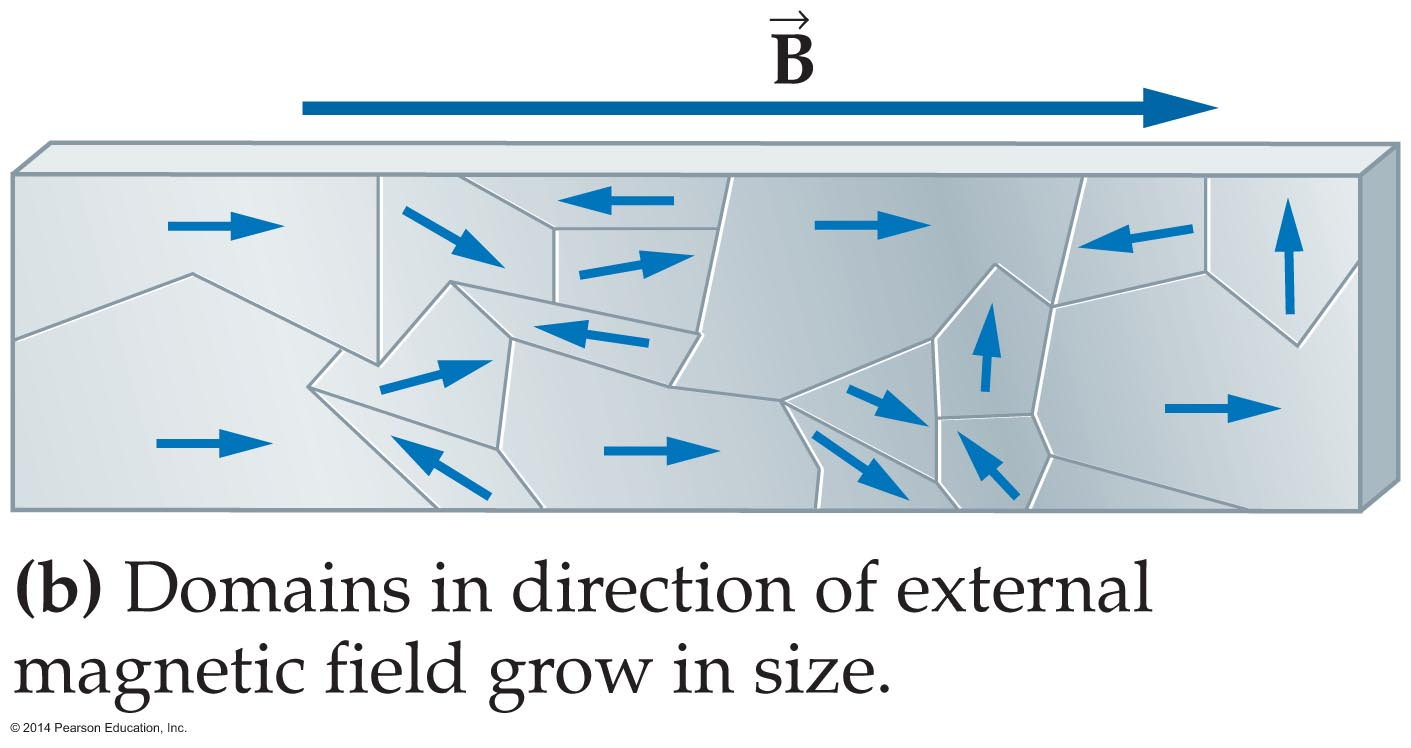 B
(b) Domains in direction of external
magnetic field grow in size.
© 2014 Pearson Education, Inc.